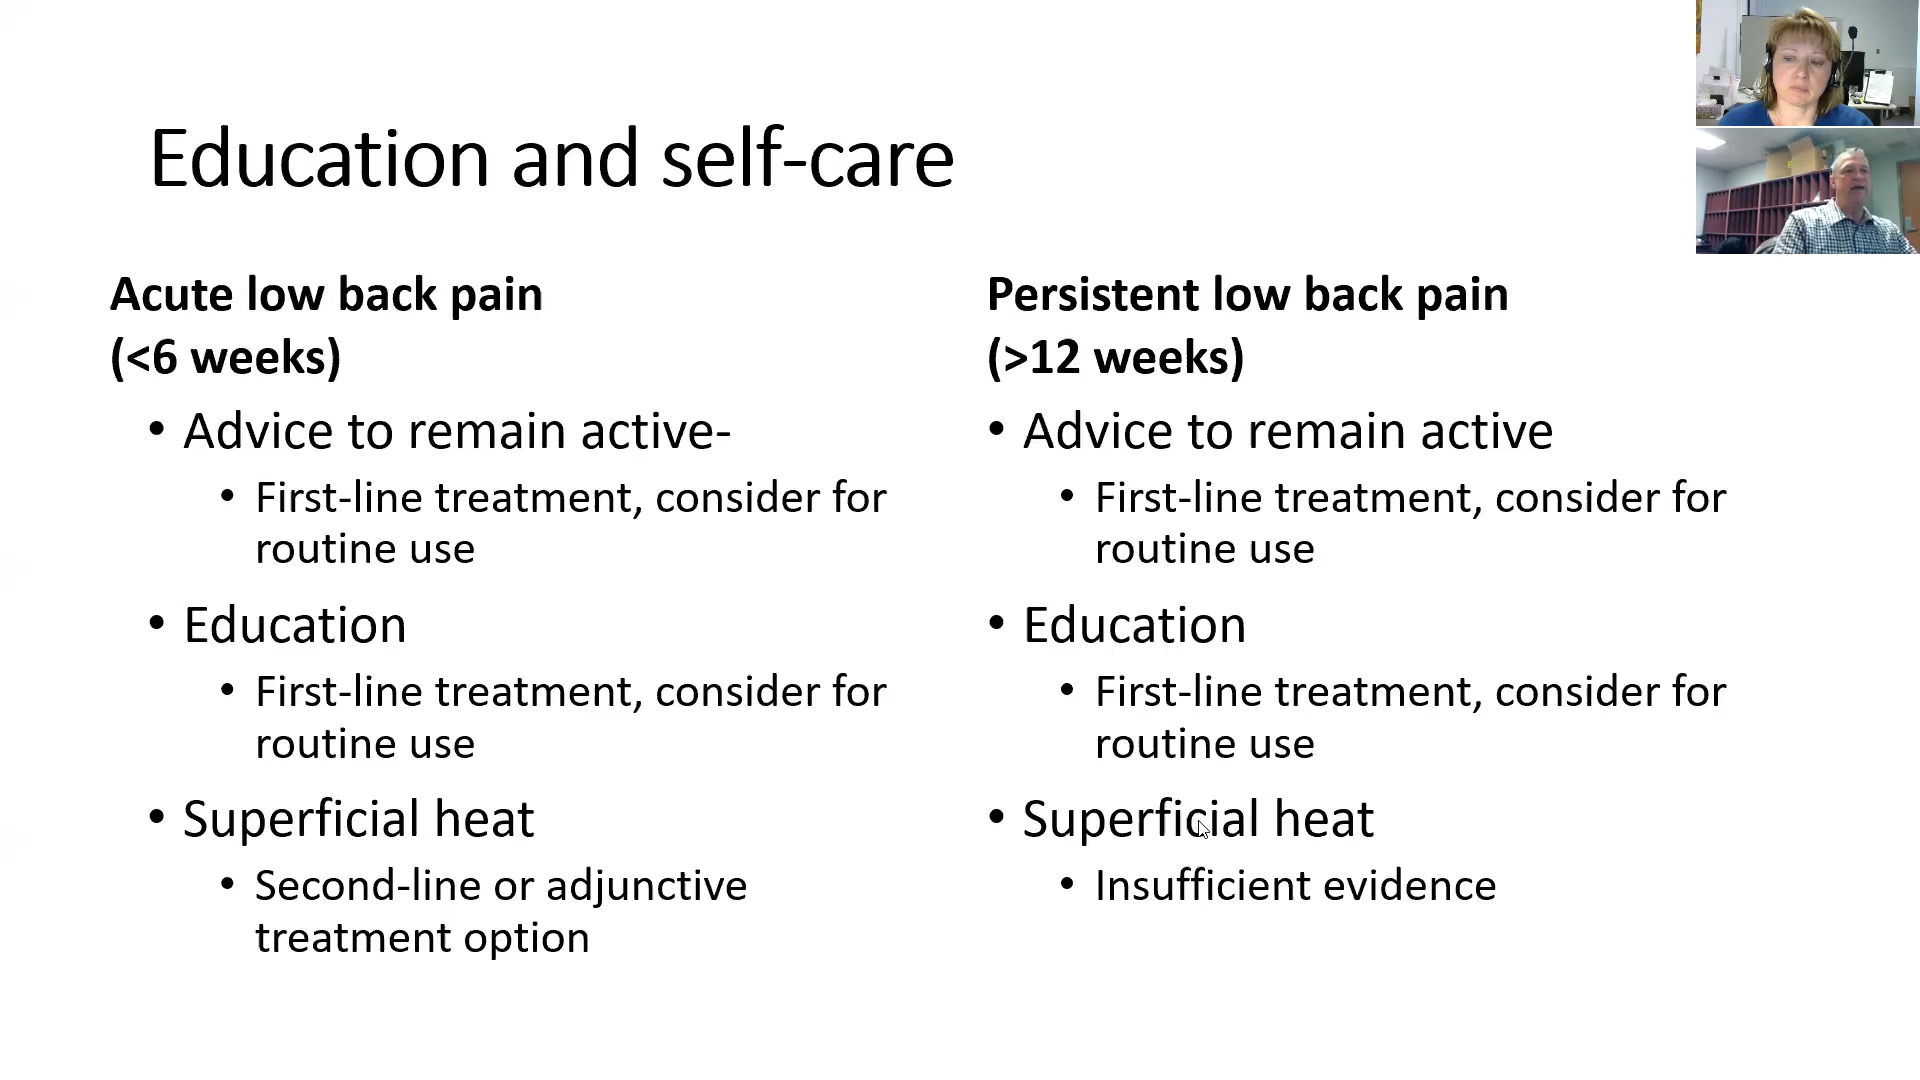 Education and self-care
Acute low back pain
(<6 weeks)
• Advice to remain active-
• First-line treatment, consider for
routine use
• Education
• First-line treatment, consider for
routine use
• Superficial heat
• Second-line or adjunctive
treatment option
Persistent low back pain
(>12 weeks)
• Advice to remain active
• First-line treatment, consider for
routine use
• Education
• First-line treatment, consider for
routine use
• Superficial heat
• Insufficient evidence